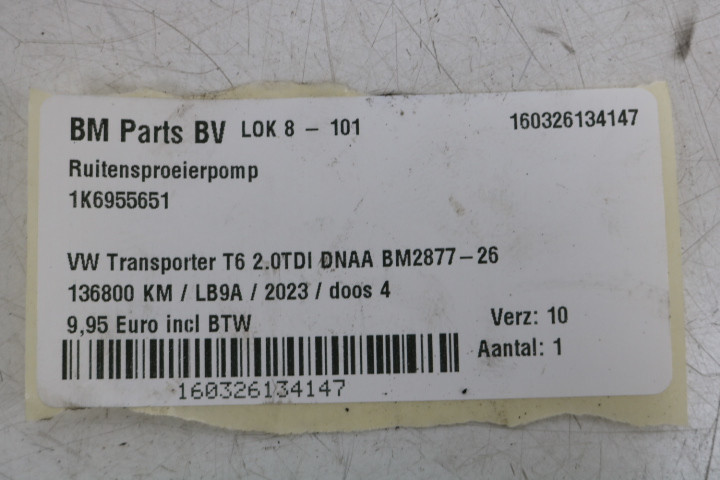 BM Parts BV LOK 8 - 101 160326134147
Ruitensproeierpomp
1K6955651
VW Transporter T6 2.0TDI DNAA BM2877-26
136800 KM / LB9A / 2023 / doos 4
9,95 Euro incl BTW Verz: 10
Aantal: 1
160326134147